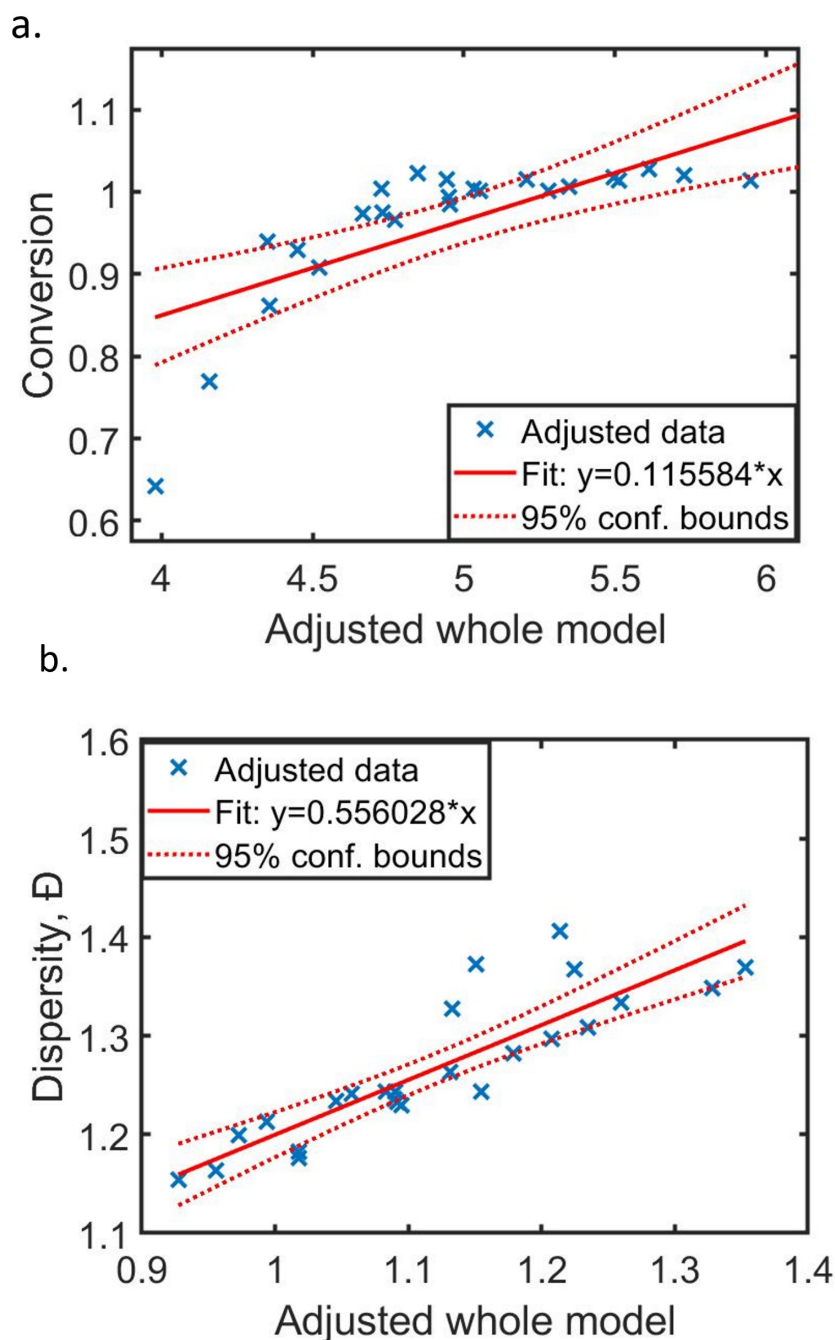 a.
1.1
1
0.9
0.8
0.7
0.6
Conversion
Adjusted data
Fit: y=0.115584*x
95% conf. bounds
4 4.5 5 5.5 6
Adjusted whole model
b.
1.6
1.5
1.4
1.3
1.2
1.1
Dispersity, Đ
Adjusted data
Fit: y=0.556028*x
95% conf. bounds
0.9 1 1.1 1.2 1.3 1.4
Adjusted whole model